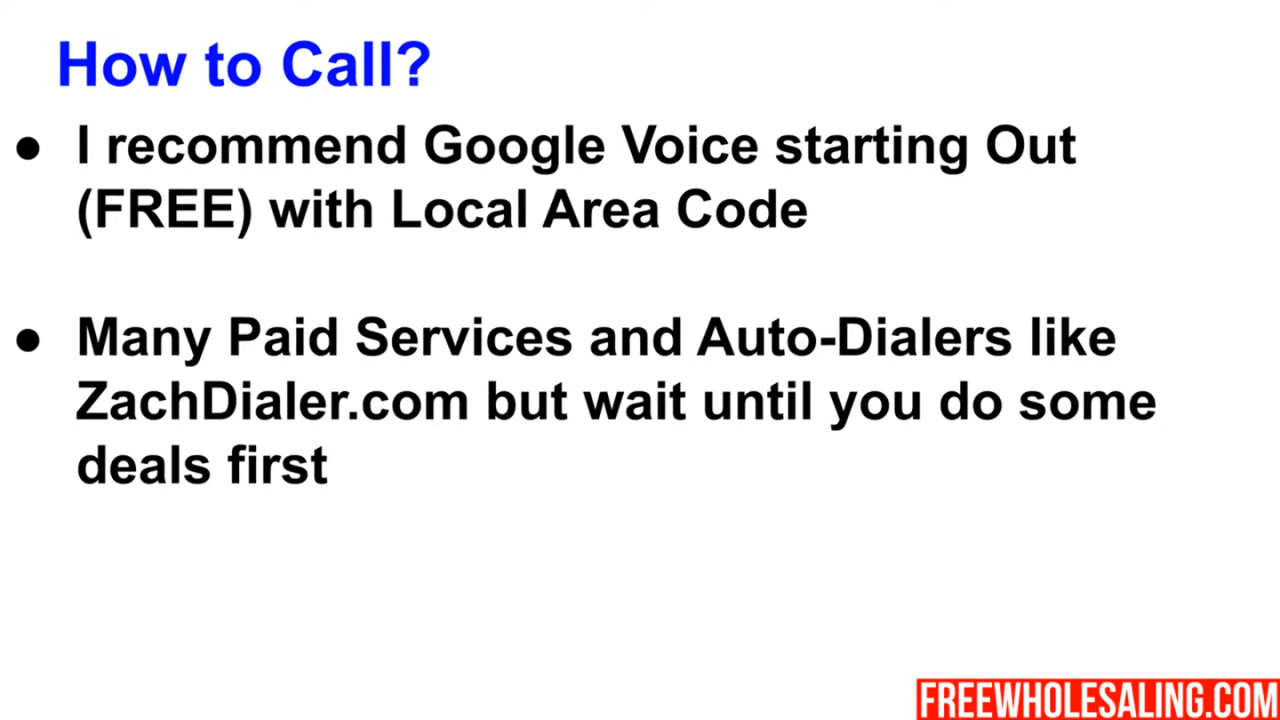 How to Call?
● I recommend Google Voice starting Out
(FREE) with Local Area Code
● Many Paid Services and Auto-Dialers like
ZachDialer.com but wait until you do some
deals first
FREEWHOLESALING.COM